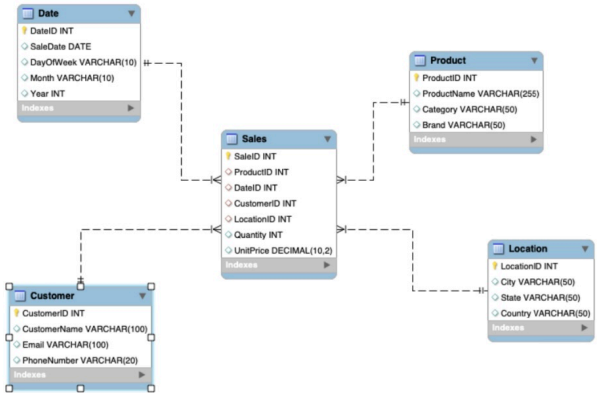 Date
DateID INT
SaleDate DATE
DayOfWeek VARCHAR(10)
Month VARCHAR(10)
Year INT
Indexes
Product
ProductID INT
ProductName VARCHAR(255)
Category VARCHAR(50)
Brand VARCHAR(50)
Indexes
Sales
SaleID INT
ProductID INT
DateID INT
CustomerID INT
LocationID INT
Quantity INT
UnitPrice DECIMAL(10,2)
Indexes
Customer
CustomerID INT
CustomerName VARCHAR(100)
Email VARCHAR(100)
PhoneNumber VARCHAR(20)
Indexes
Location
LocationID INT
City VARCHAR(50)
State VARCHAR(50)
Country VARCHAR(50)
Indexes